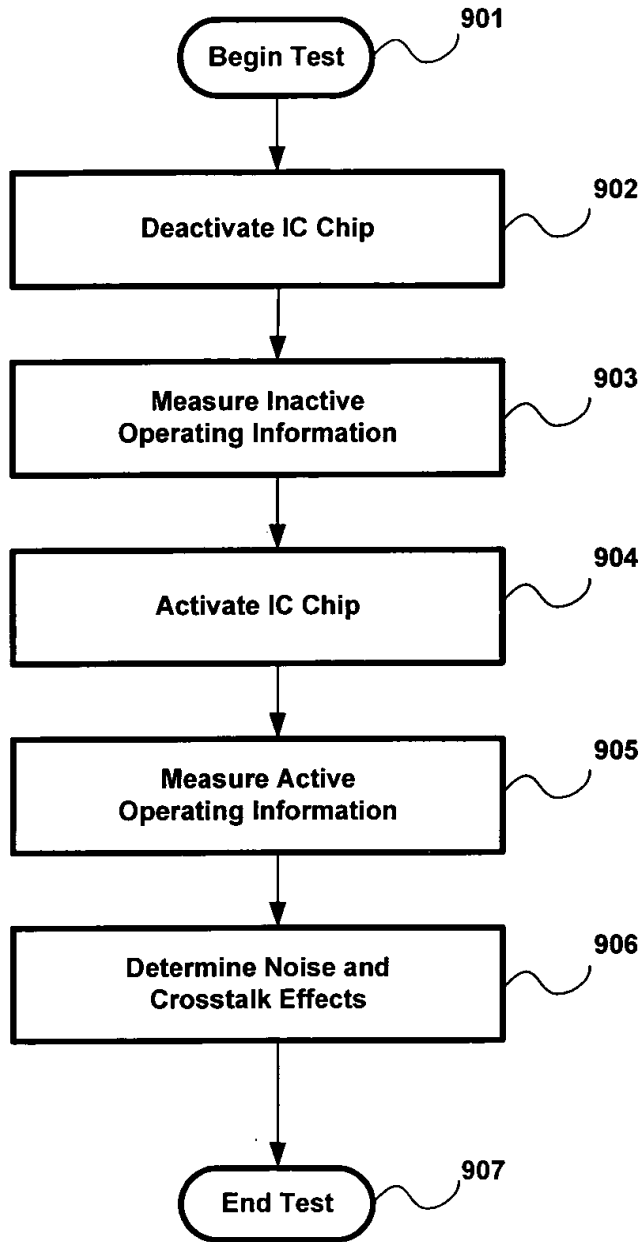 901
Begin Test
902
Deactivate IC Chip
903
Measure Inactive
Operating Information
904
Activate IC Chip
905
Measure Active
Operating Information
906
Determine Noise and
Crosstalk Effects
907
End Test